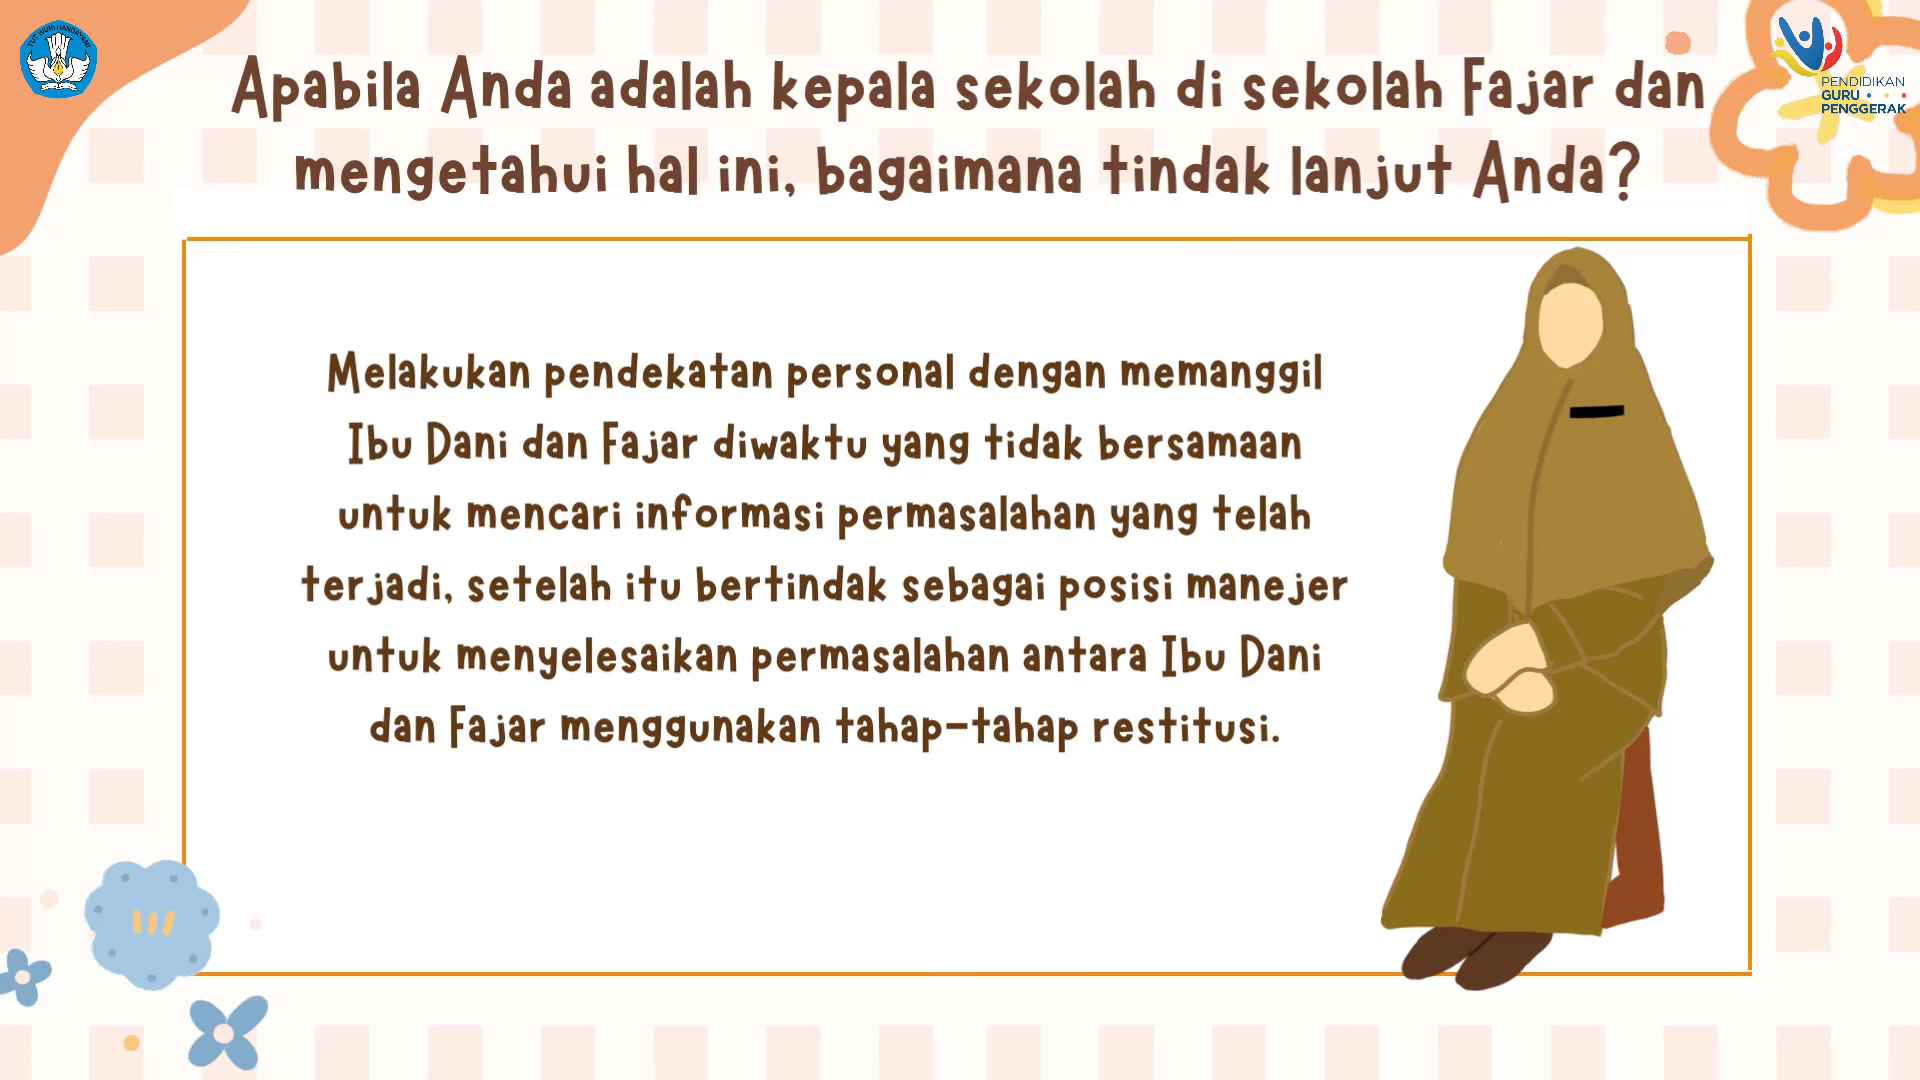 TUT WURI HANDAYANI
Apabila Anda adalah kepala sekolah di sekolah Fajar dan
mengetahui hal ini, bagaimana tindak lanjut Anda?
PENDIDIKAN
GURU
PENGGERAK
Melakukan pendekatan personal dengan memanggil
Ibu Dani dan Fajar diwaktu yang tidak bersamaan
untuk mencari informasi permasalahan yang telah
terjadi, setelah itu bertindak sebagai posisi manejer
untuk menyelesaikan permasalahan antara Ibu Dani
dan Fajar menggunakan tahap-tahap restitusi.